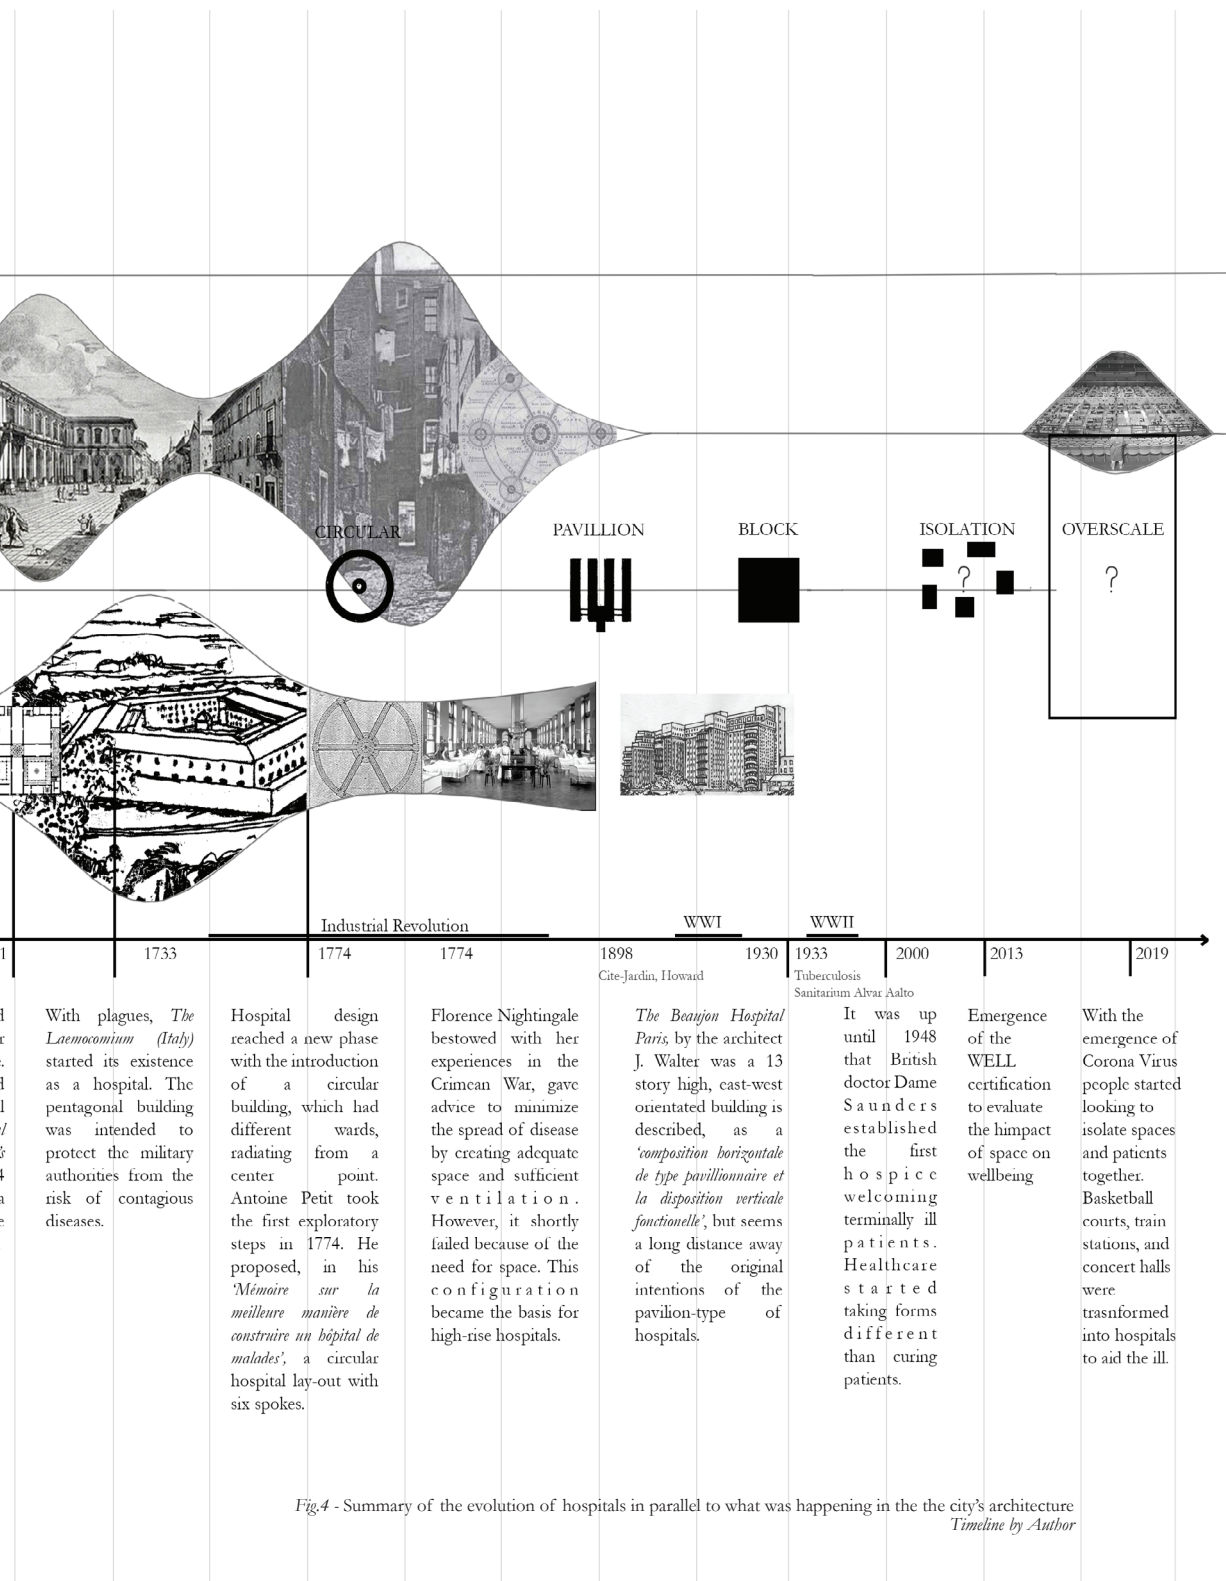 CIRCULAR
PAVILLION
BLOCK
ISOLATION
OVERSCALE
?
?
Industrial Revolution
WWI
WWII
1
1733
1774
1774
1898
1930
1933
2000
2013
2019
Cite-Jardin, Howard
Tuberculosis
Sanitarium Alvar Aalto
d
r
e.
d
l
l
's
4
a
e
With plagues, The
Laemocomium (Italy)
started its existence
as a hospital. The
pentagonal building
was intended to
protect the military
authorities from the
risk of contagious
diseases.
Hospital design
reached a new phase
with the introduction
of a circular
building, which had
different wards,
radiating from a
center point.
Antoine Petit took
the first exploratory
steps in 1774. He
proposed, in his
‘Mémoire sur la
meilleure manière de
construire un hôpital de
malades’, a circular
hospital lay-out with
six spokes.
Florence Nightingale
bestowed with her
experiences in the
Crimean War, gave
advice to minimize
the spread of disease
by creating adequate
space and sufficient
ventilation.
However, it shortly
failed because of the
need for space. This
configuration
became the basis for
high-rise hospitals.
The Beaujon Hospital
Paris, by the architect
J. Walter was a 13
story high, east-west
orientated building is
described, as a
‘composition horizontale
de type pavillionnaire et
la disposition verticale
fonctionelle’, but seems
a long distance away
of the original
intentions of the
pavilion-type of
hospitals.
It was up
until 1948
that British
doctor Dame
Saunders
established
the first
hospice
welcoming
terminally ill
patients.
Healthcare
started
taking forms
different
than curing
patients.
Emergence
of the
WELL
certification
to evaluate
the himpact
of space on
wellbeing
With the
emergence of
Corona Virus
people started
looking to
isolate spaces
and patients
together.
Basketball
courts, train
stations, and
concert halls
were
trasnformed
into hospitals
to aid the ill.
Fig.4 - Summary of the evolution of hospitals in parallel to what was happening in the the city’s architecture
Timeline by Author